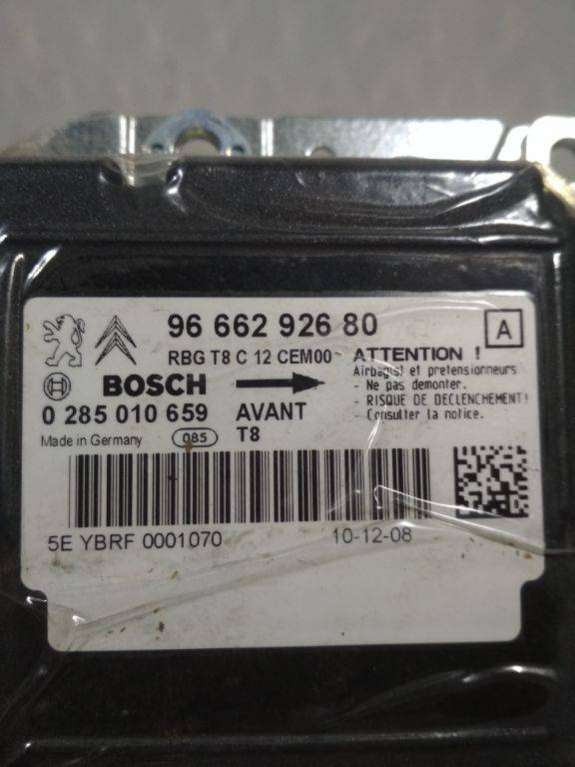 96 662 926 80
A
RBG T8 C 12 CEM00
ATTENTION !
Airbag(s) et pretensionneurs
- Ne pas demonter.
- RISQUE DE DECLENCHEMENT!
- Consulter la notice.
BOSCH
0 285 010 659
AVANT
Made in Germany
085
T8
5E YBRF 0001070
10-12-08